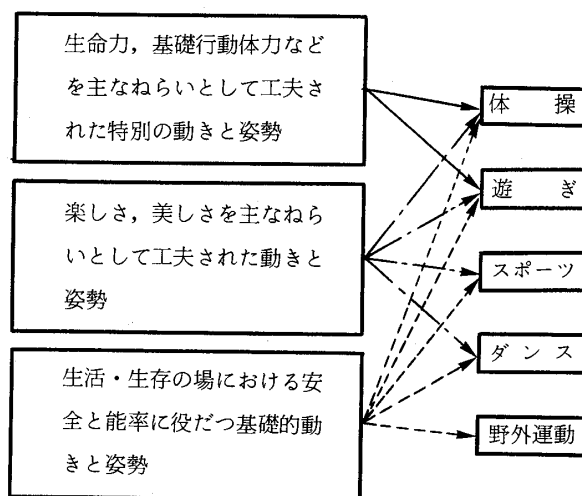 生命力，基礎行動体力など
を主なねらいとして工夫さ
れた特別の動きと姿勢
楽しさ，美しさを主なねら
いとして工夫された動きと
姿勢
生活・生存の場における安
全と能率に役だつ基礎的動
きと姿勢
体　操
遊　ぎ
スポーツ
ダ ン ス
野外運動